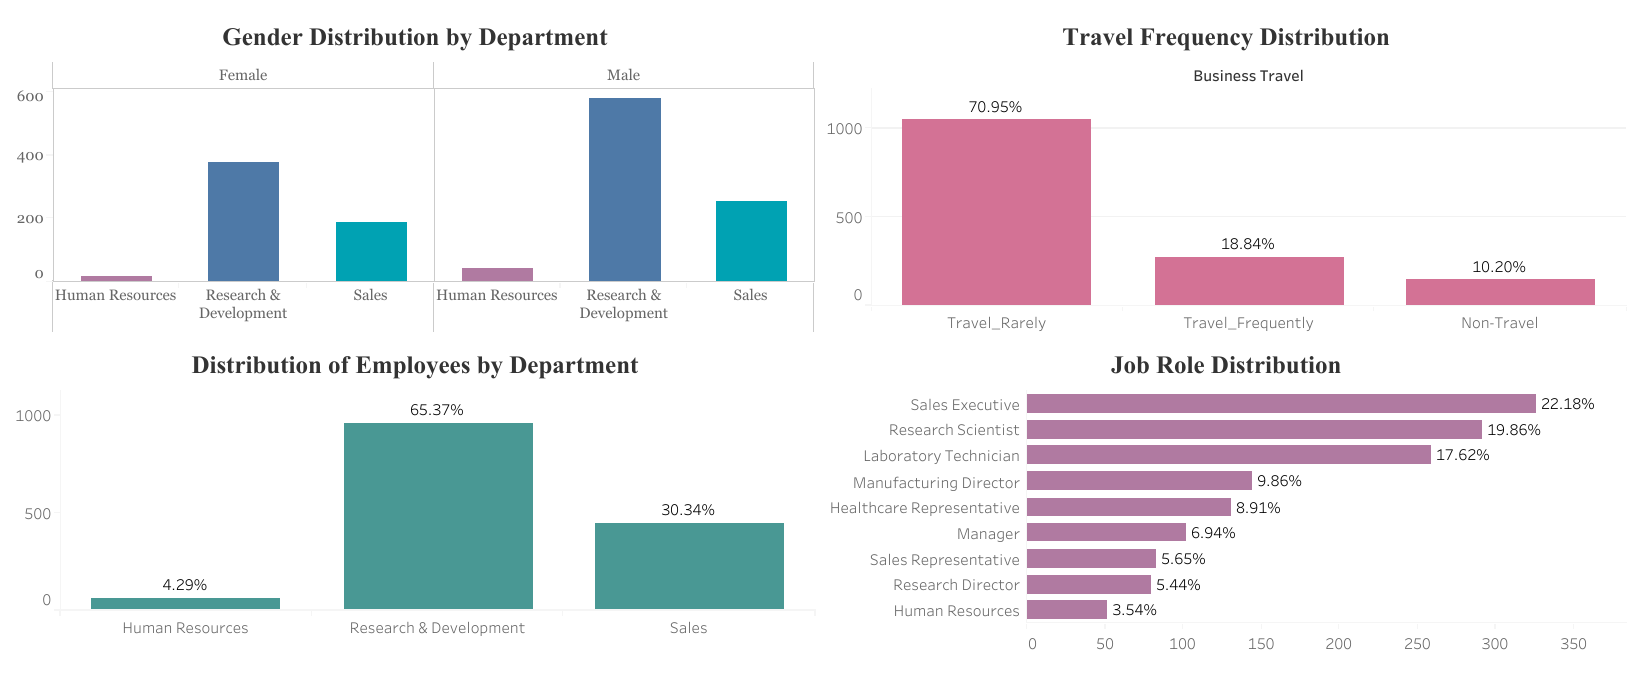 Gender Distribution by Department
Female
Male
600
400
200
0
Human Resources
Research &
Development
Sales
Human Resources
Research &
Development
Sales
Travel Frequency Distribution
Business Travel
1000
500
0
70.95%
18.84%
10.20%
Travel_Rarely
Travel_Frequently
Non-Travel
Distribution of Employees by Department
1000
500
0
4.29%
65.37%
30.34%
Human Resources
Research & Development
Sales
Job Role Distribution
Sales Executive 22.18%
Research Scientist 19.86%
Laboratory Technician 17.62%
Manufacturing Director 9.86%
Healthcare Representative 8.91%
Manager 6.94%
Sales Representative 5.65%
Research Director 5.44%
Human Resources 3.54%
0 50 100 150 200 250 300 350